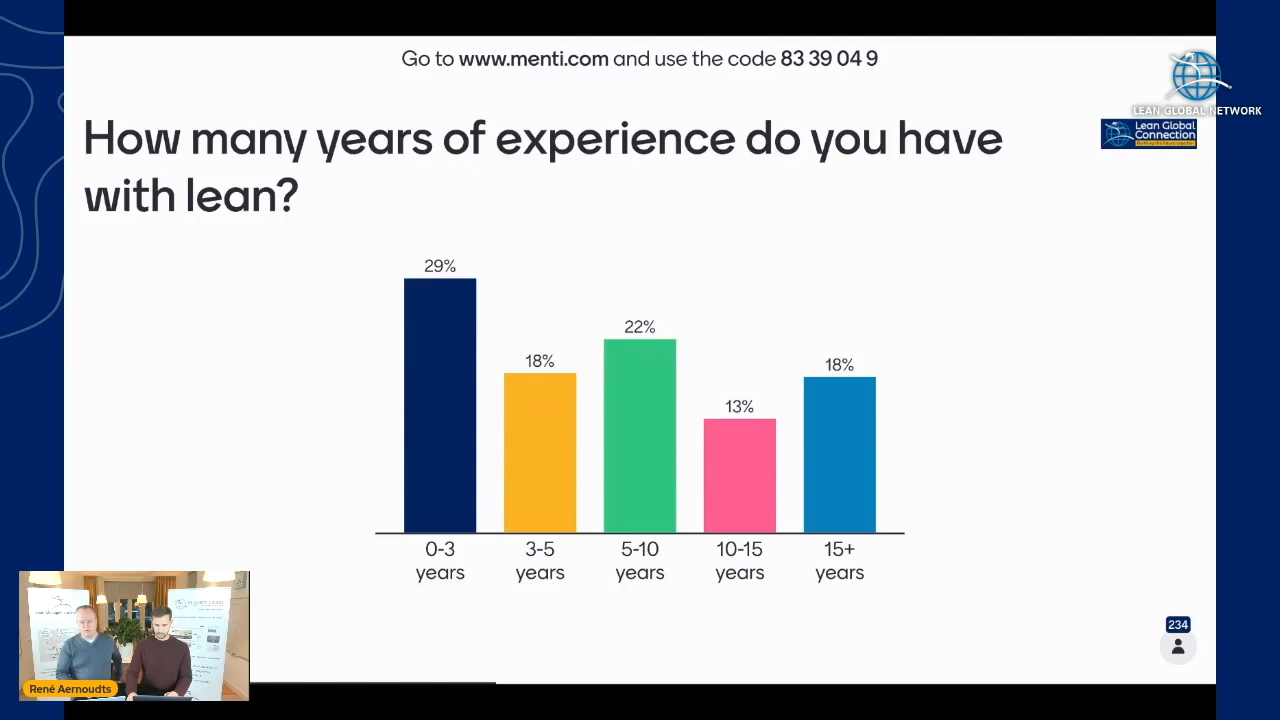 Go to www.menti.com and use the code 83 39 04 9
LEAN GLOBAL NETWORK
Lean Global
Connection
How many years of experience do you have
with lean?
29%
18%
22%
13%
18%
0-3
years
3-5
years
5-10
years
10-15
years
15+
years
234
René Aernoudts